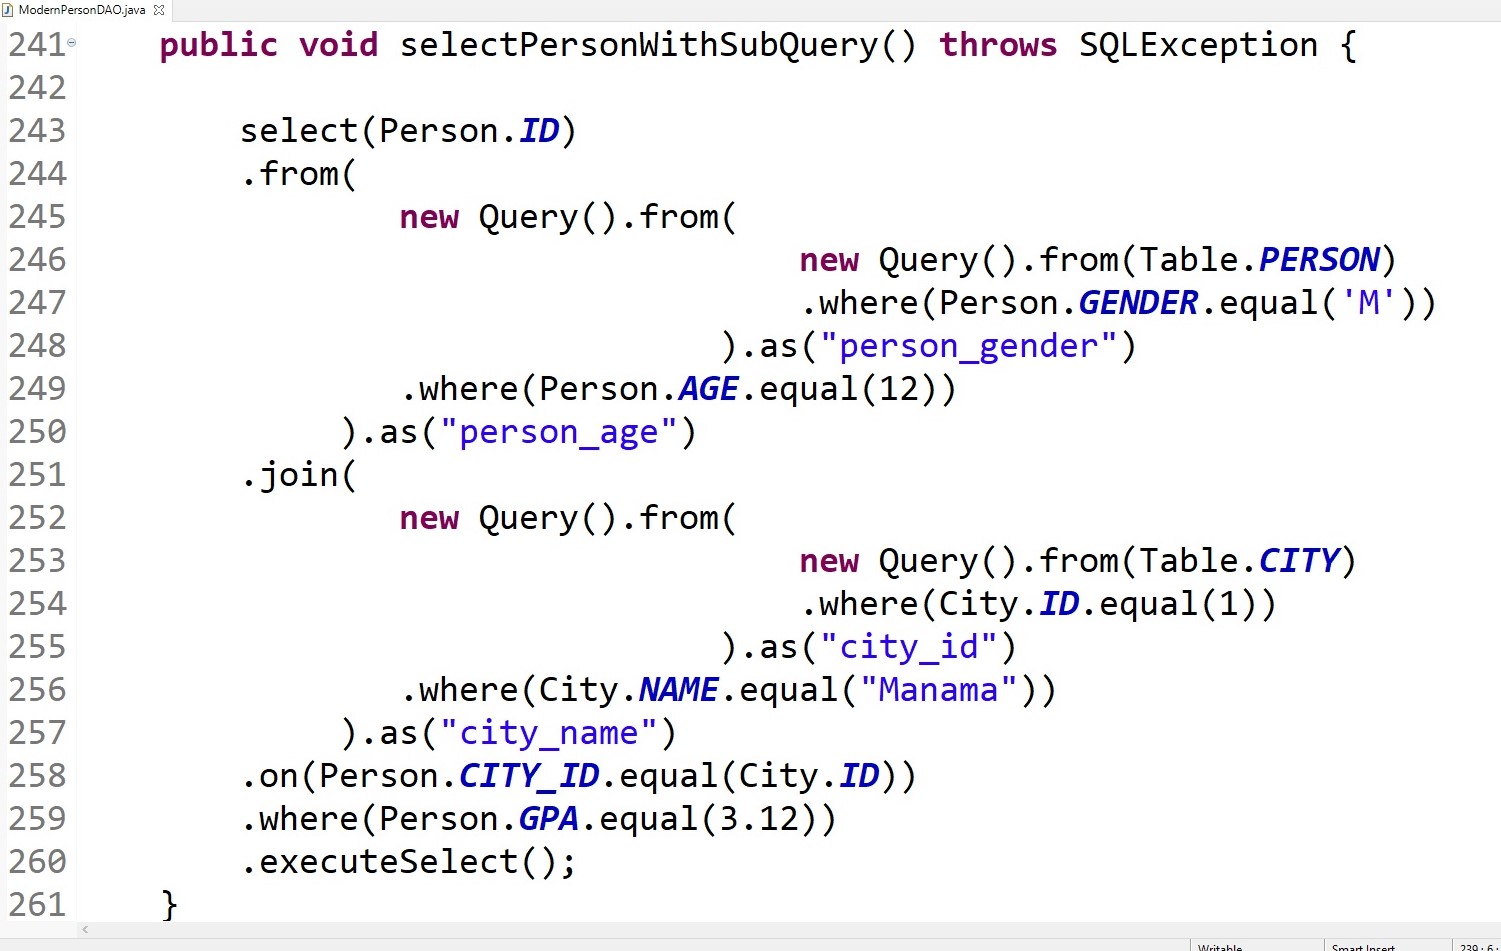 ModernPersonDAO.java
241 public void selectPersonWithSubQuery() throws SQLException {
242
243 select(Person.ID)
244 .from(
245 new Query().from(
246 new Query().from(Table.PERSON)
247 .where(Person.GENDER.equal('M'))
248 ).as("person_gender")
249 .where(Person.AGE.equal(12))
250 ).as("person_age")
251 .join(
252 new Query().from(
253 new Query().from(Table.CITY)
254 .where(City.ID.equal(1))
255 ).as("city_id")
256 .where(City.NAME.equal("Manama"))
257 ).as("city_name")
258 .on(Person.CITY_ID.equal(City.ID))
259 .where(Person.GPA.equal(3.12))
260 .executeSelect();
261 }
Writable Smart Insert 239 : 6 :